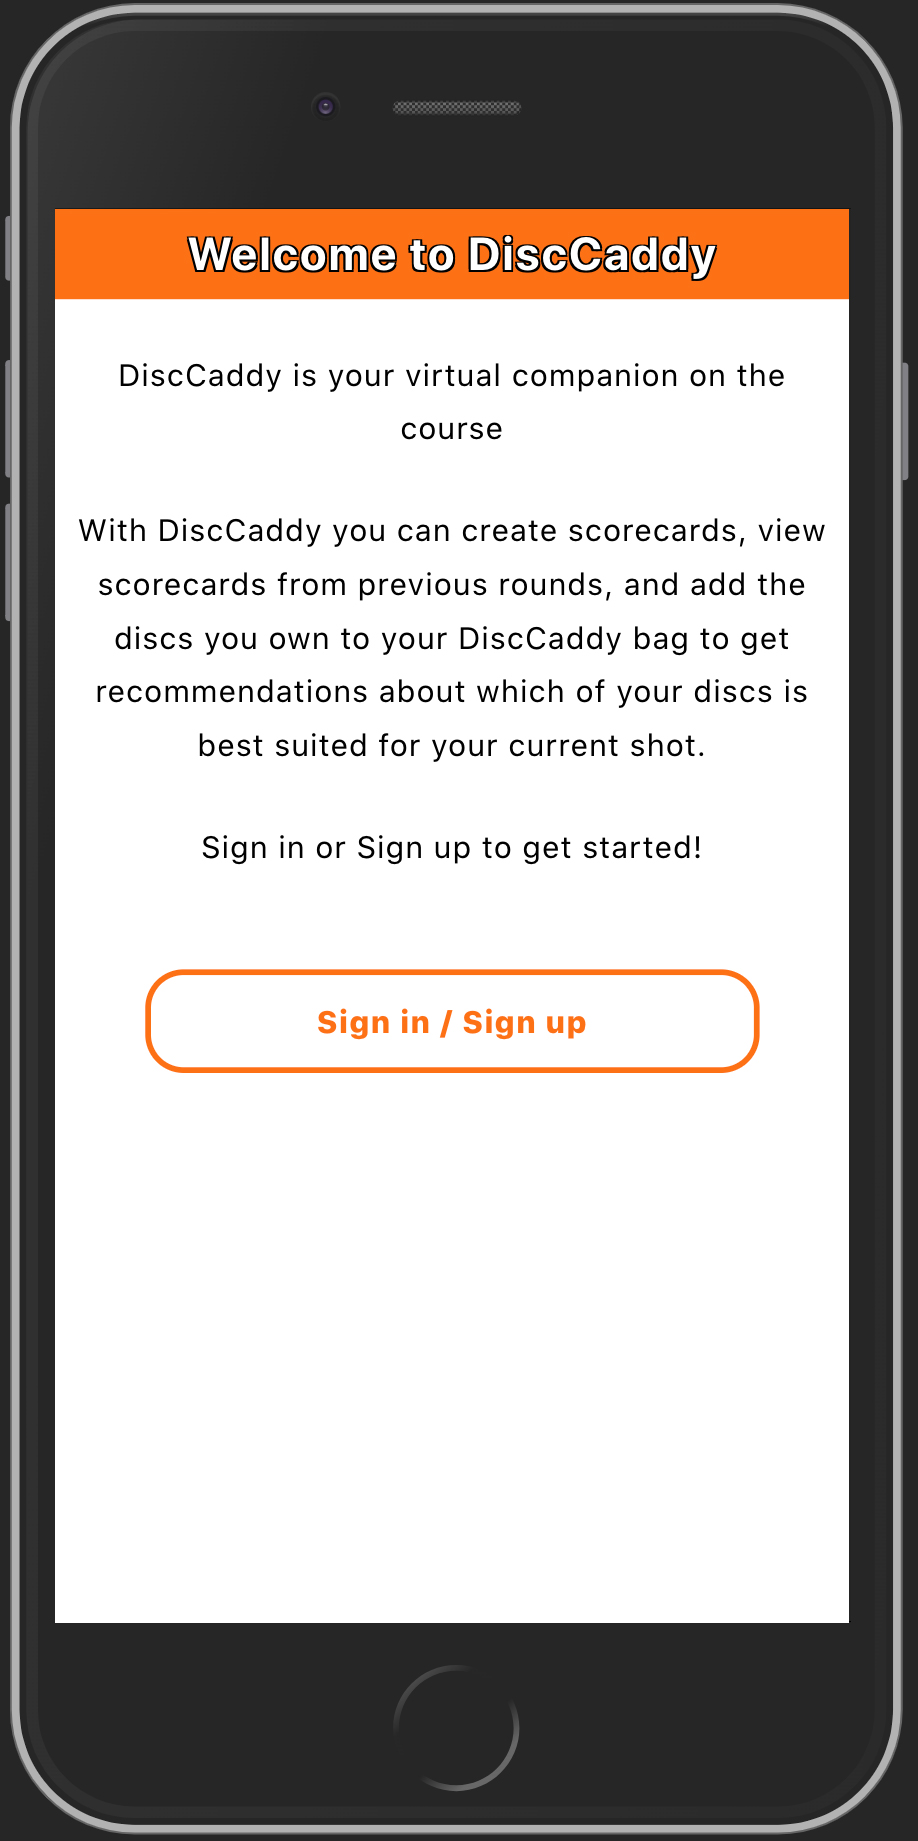 Welcome to DiscCaddy
DiscCaddy is your virtual companion on the
course
With DiscCaddy you can create scorecards, view
scorecards from previous rounds, and add the
discs you own to your DiscCaddy bag to get
recommendations about which of your discs is
best suited for your current shot.
Sign in or Sign up to get started!
Sign in / Sign up